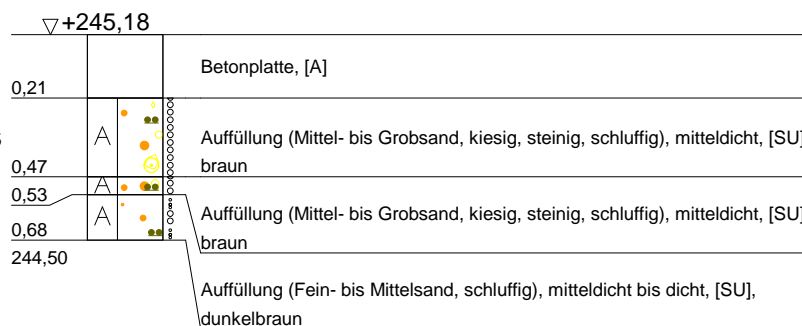 +245,18
Betonplatte, [A]
0,21
A
Auffüllung (Mittel- bis Grobsand, kiesig, steinig, schluffig), mitteldicht, [SU]
braun
0,47
A
0,53
A
Auffüllung (Mittel- bis Grobsand, kiesig, steinig, schluffig), mitteldicht, [SU]
braun
0,68
244,50
Auffüllung (Fein- bis Mittelsand, schluffig), mitteldicht bis dicht, [SU],
dunkelbraun